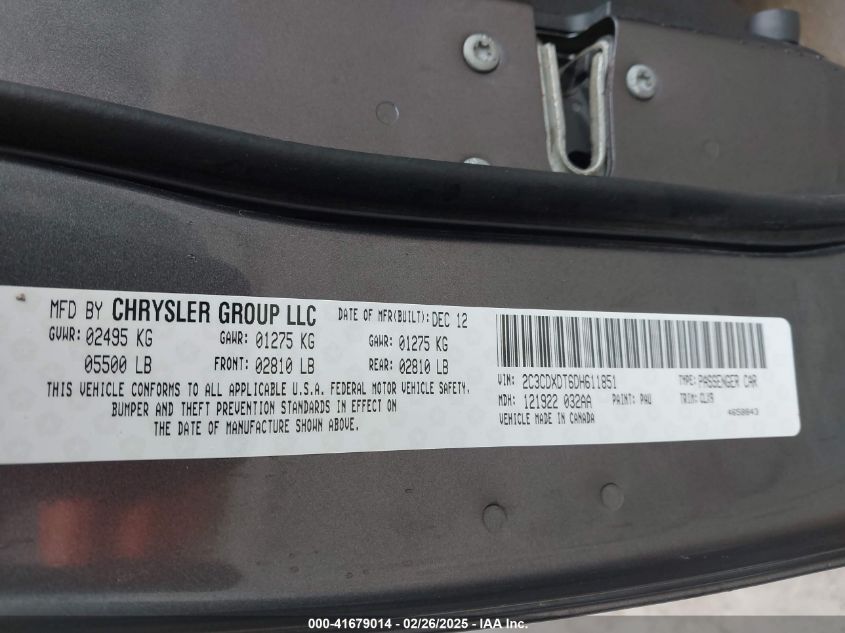 MFD BY CHRYSLER GROUP LLC DATE OF MFR(BUILT): DEC 12
GVWR: 02495 KG GAWR: 01275 KG GAWR: 01275 KG
05500 LB FRONT: 02810 LB REAR: 02810 LB
THIS VEHICLE CONFORMS TO ALL APPLICABLE U.S.A. FEDERAL MOTOR VEHICLE SAFETY,
BUMPER AND THEFT PREVENTION STANDARDS IN EFFECT ON
THE DATE OF MANUFACTURE SHOWN ABOVE.
VIN: 2C3CDXDT6DH611851 TYPE: PASSENGER CAR
MDH: 121922 032AA PAINT: PAU TRIM: CLX9
VEHICLE MADE IN CANADA 4658843
000-41679014 - 02/26/2025 - IAA Inc.